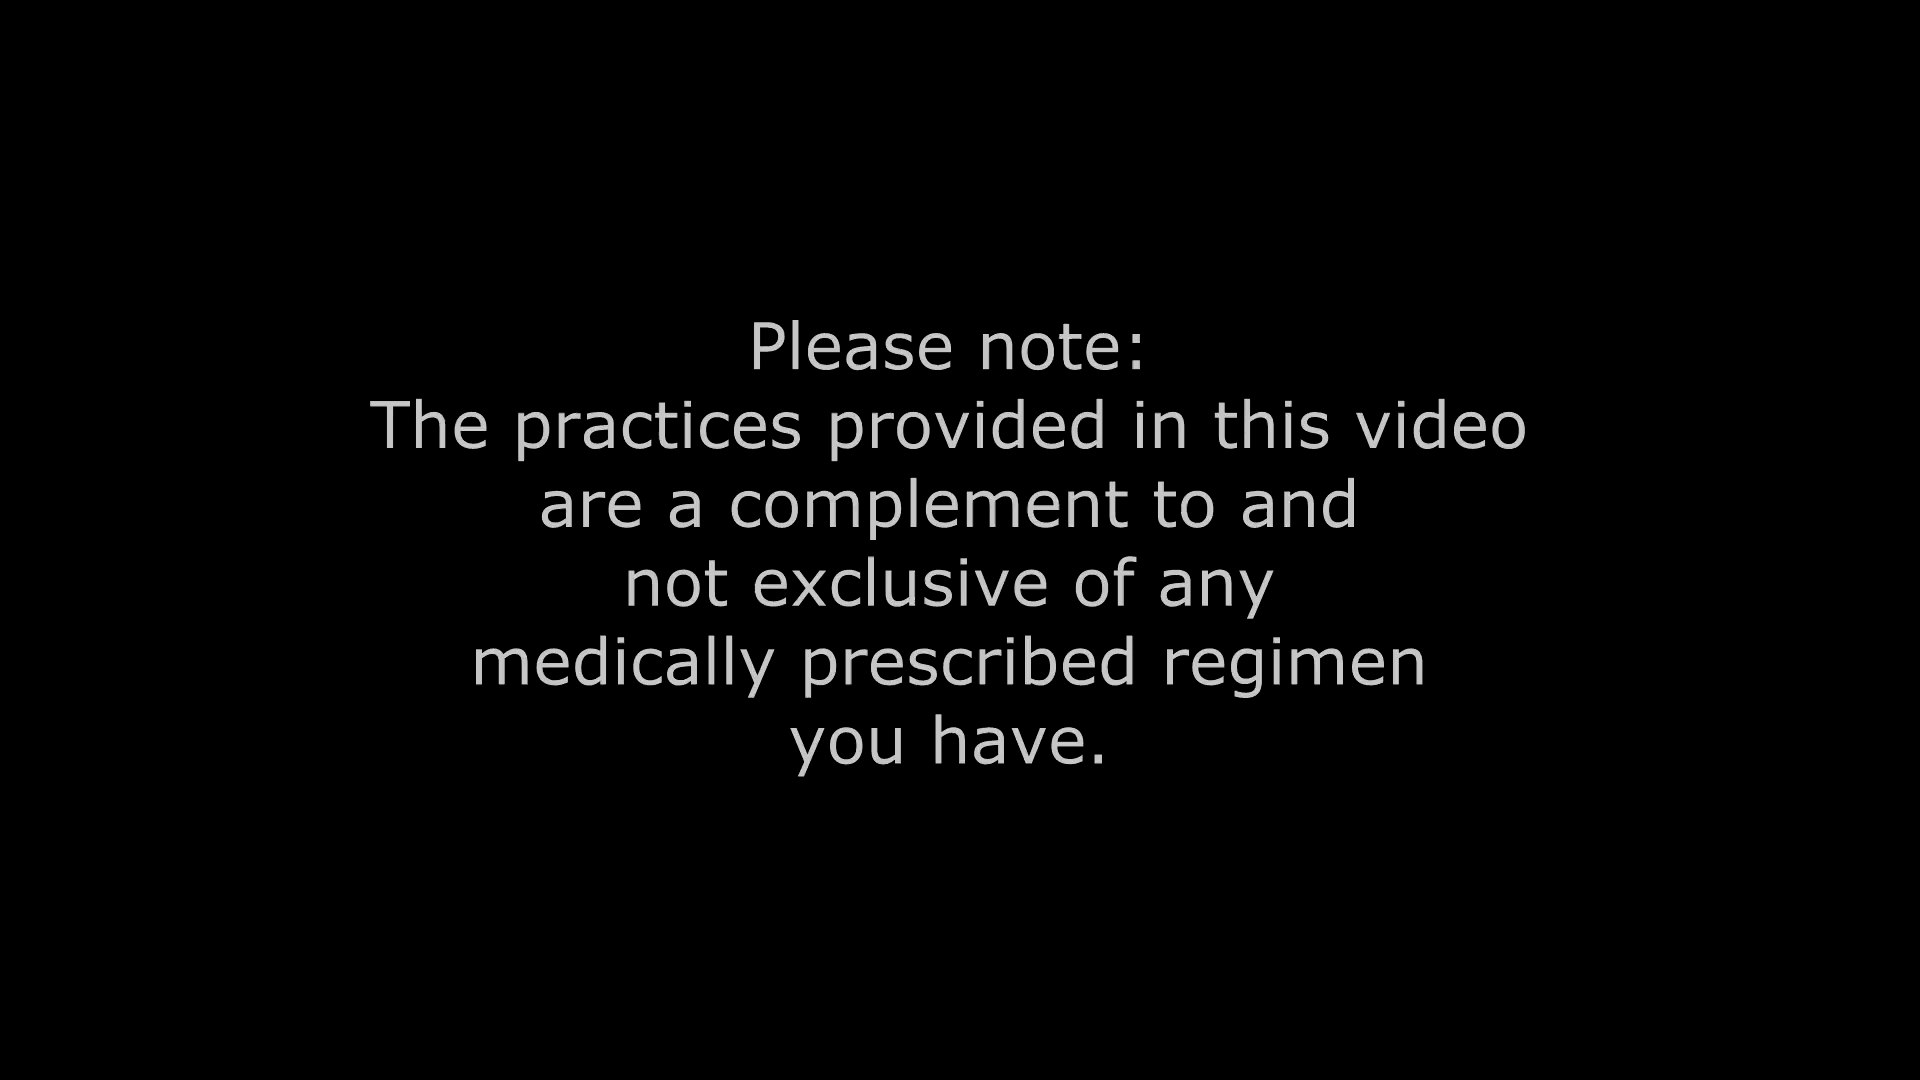 Please note:
The practices provided in this video
are a complement to and
not exclusive of any
medically prescribed regimen
you have.